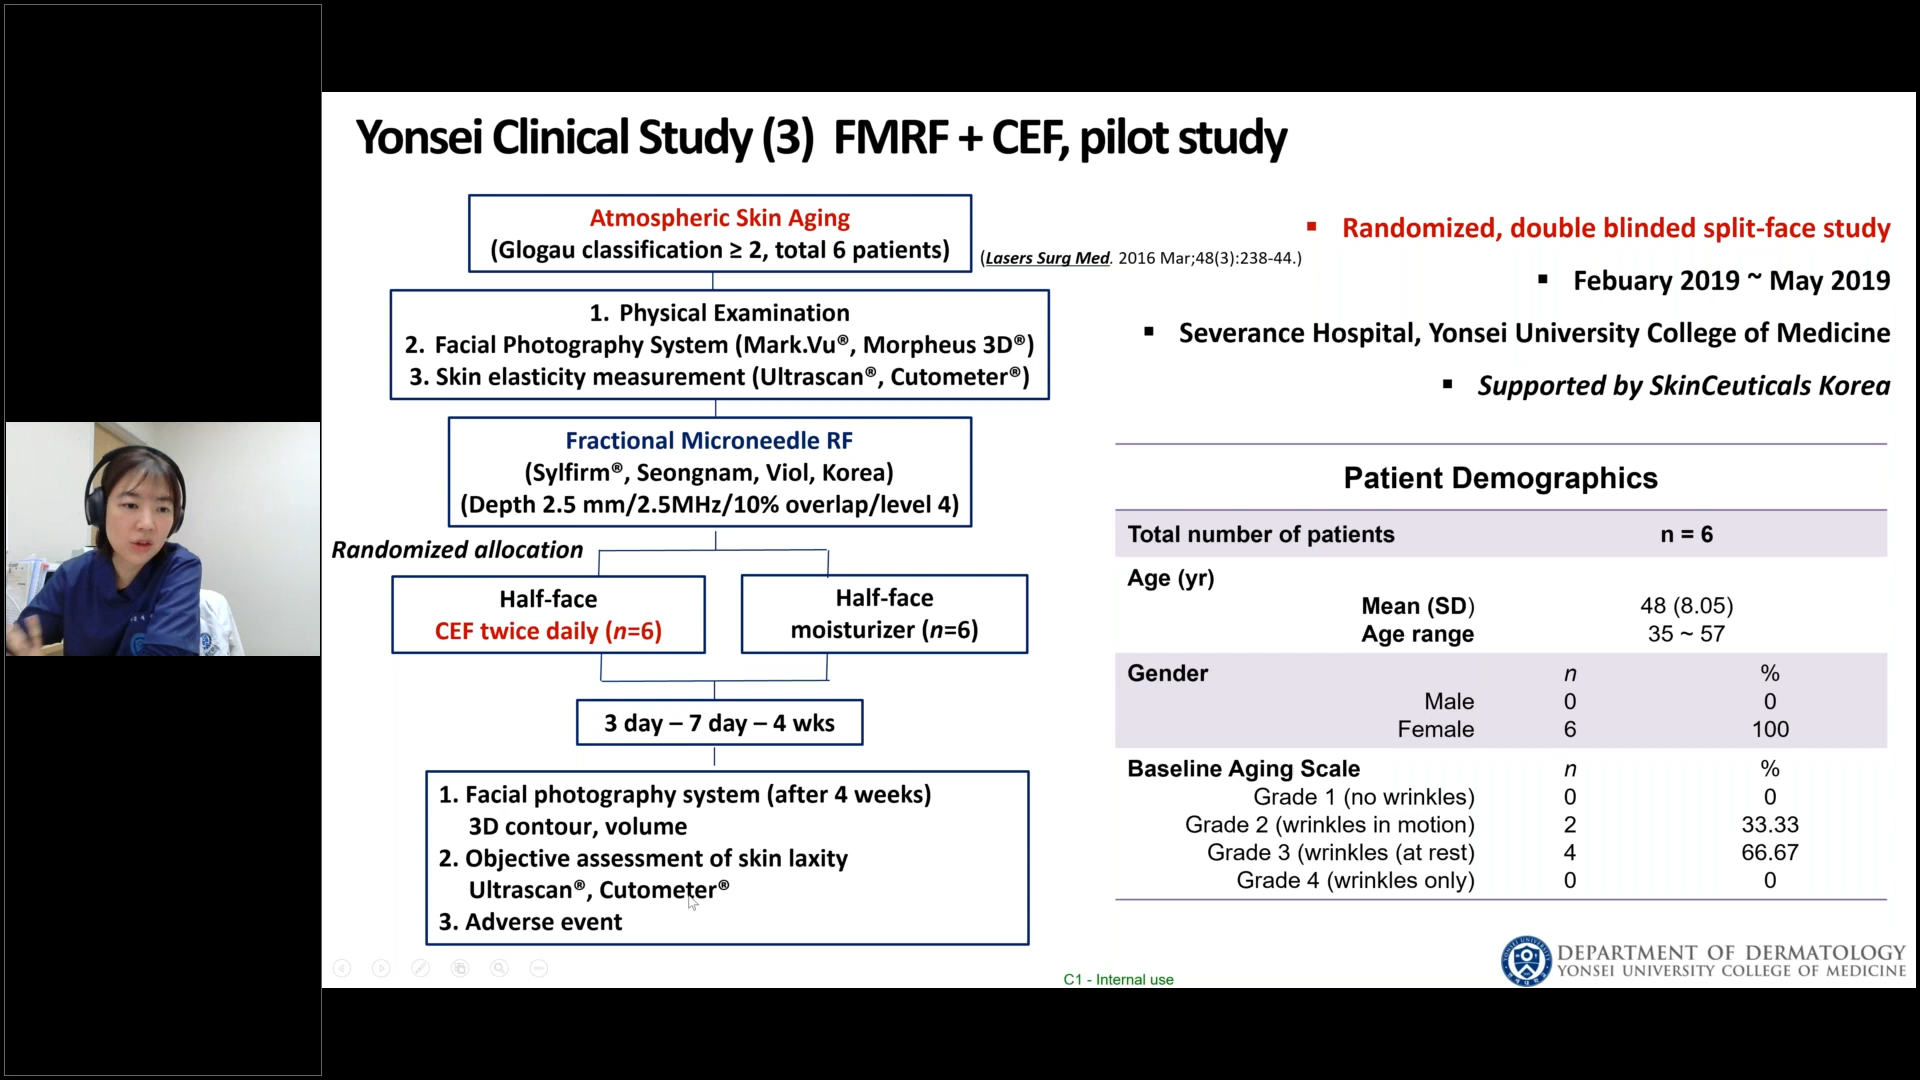 Yonsei Clinical Study (3) FMRF + CEF, pilot study
Atmospheric Skin Aging
(Glogau classification ≥ 2, total 6 patients)
(Lasers Surg Med. 2016 Mar;48(3):238-44.)
1. Physical Examination
2. Facial Photography System (Mark.Vu®, Morpheus 3D®)
3. Skin elasticity measurement (Ultrascan®, Cutometer®)
Fractional Microneedle RF
(Sylfirm®, Seongnam, Viol, Korea)
(Depth 2.5 mm/2.5MHz/10% overlap/level 4)
Randomized allocation
Half-face
CEF twice daily (n=6)
Half-face
moisturizer (n=6)
3 day – 7 day – 4 wks
1. Facial photography system (after 4 weeks)
3D contour, volume
2. Objective assessment of skin laxity
Ultrascan®, Cutometer®
3. Adverse event
▪ Randomized, double blinded split-face study
▪ Febuary 2019 ~ May 2019
▪ Severance Hospital, Yonsei University College of Medicine
▪ Supported by SkinCeuticals Korea
Patient Demographics
Total number of patients n = 6
Age (yr)
Mean (SD) 48 (8.05)
Age range 35 ~ 57
Gender n %
Male 0 0
Female 6 100
Baseline Aging Scale n %
Grade 1 (no wrinkles) 0 0
Grade 2 (wrinkles in motion) 2 33.33
Grade 3 (wrinkles (at rest) 4 66.67
Grade 4 (wrinkles only) 0 0
C1 - Internal use
DEPARTMENT OF DERMATOLOGY
YONSEI UNIVERSITY COLLEGE OF MEDICINE